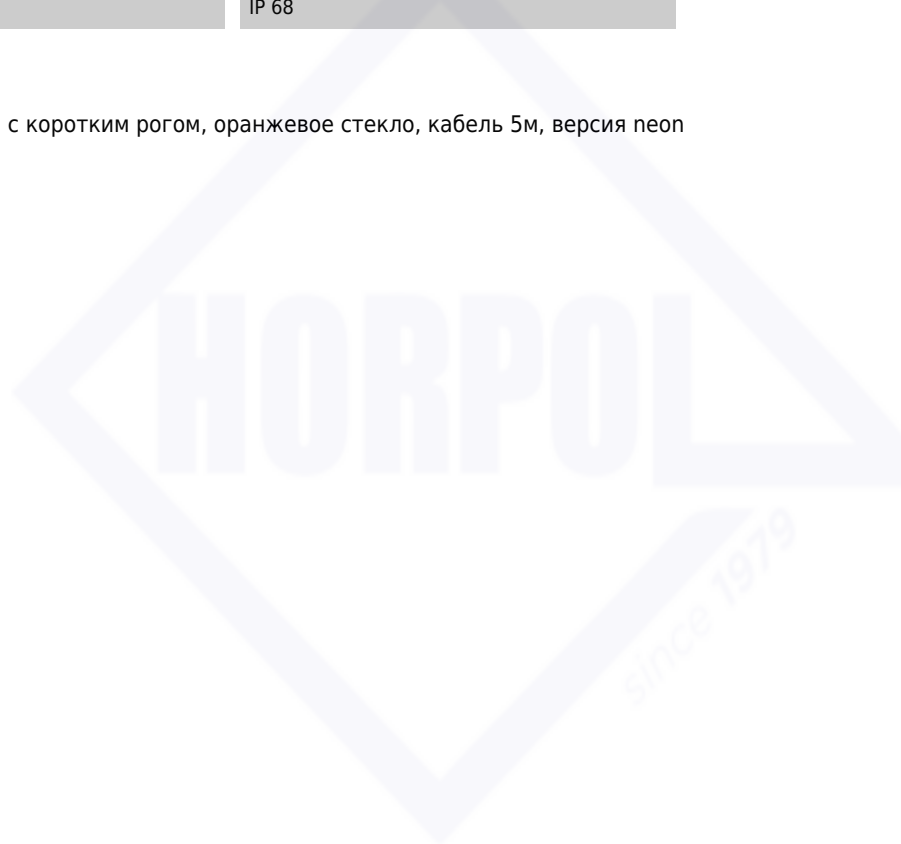 IP 68
с коротким рогом, оранжевое стекло, кабель 5м, версия neon
HORPOL
since 1979